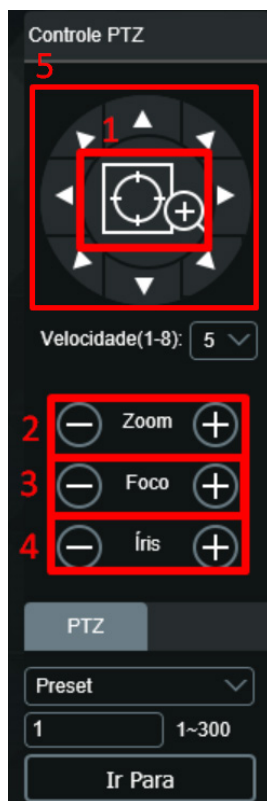 Controle PTZ
5
1
Velocidade(1-8): 5
2 Zoom
3 Foco
4 Íris
PTZ
Preset
1 1~300
Ir Para